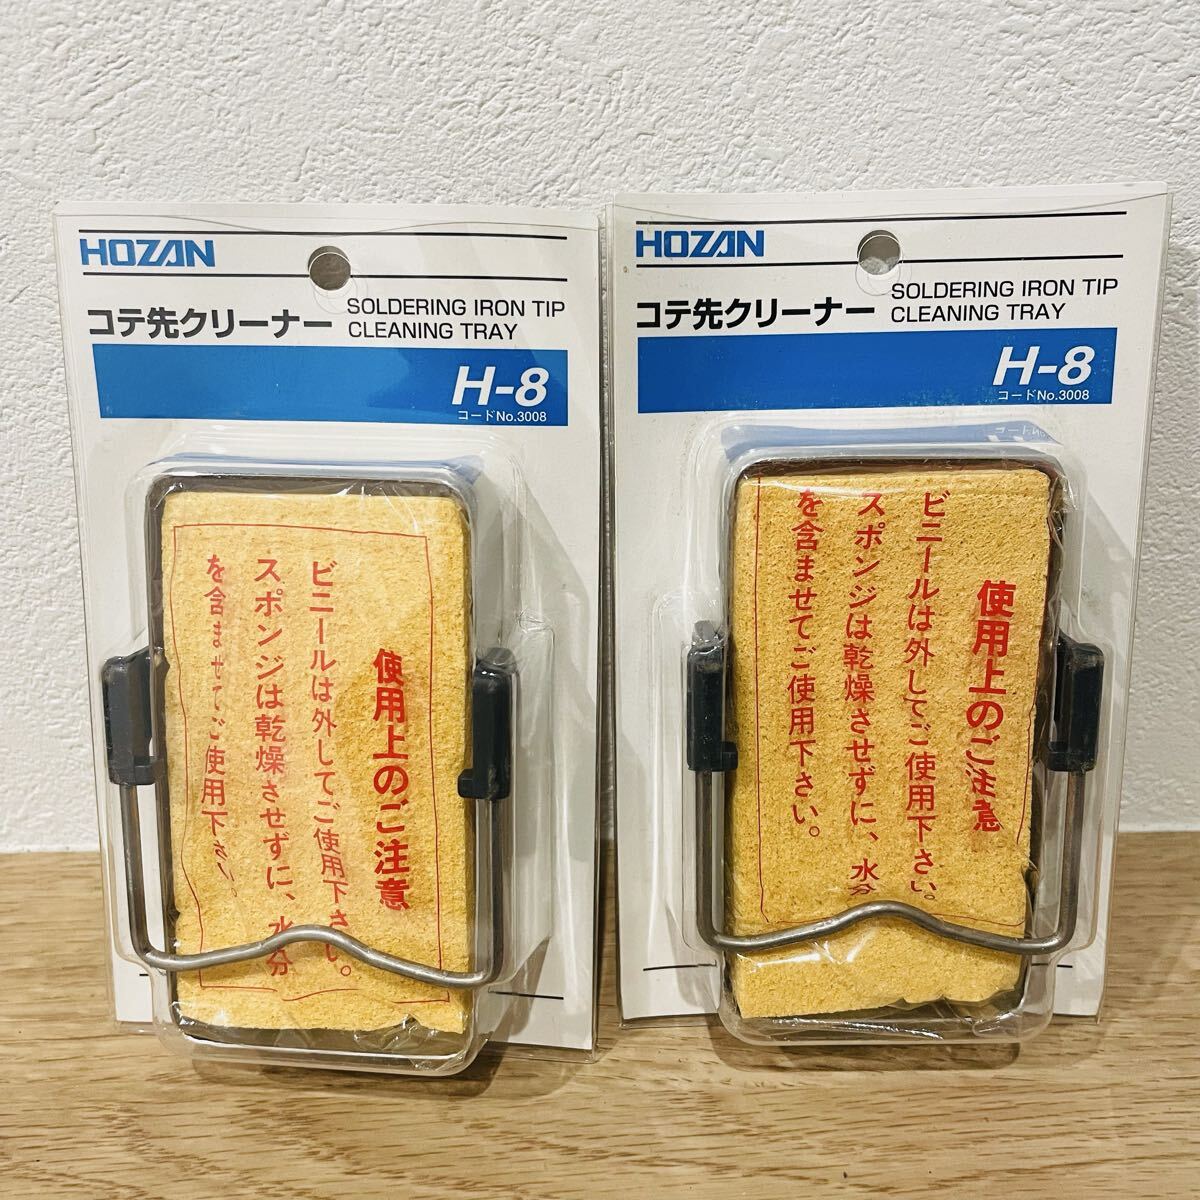 HOZAN
コテ先クリーナー
SOLDERING IRON TIP
CLEANING TRAY
H-8
コードNo.3008
使用上のご注意
ビニールは外してご使用下さい。
スポンジは乾燥させずに、水分
を含ませてご使用下さい。
HOZAN
コテ先クリーナー
SOLDERING IRON TIP
CLEANING TRAY
H-8
コードNo.3008
使用上のご注意
ビニールは外してご使用下さい。
スポンジは乾燥させずに、水分
を含ませてご使用下さい。